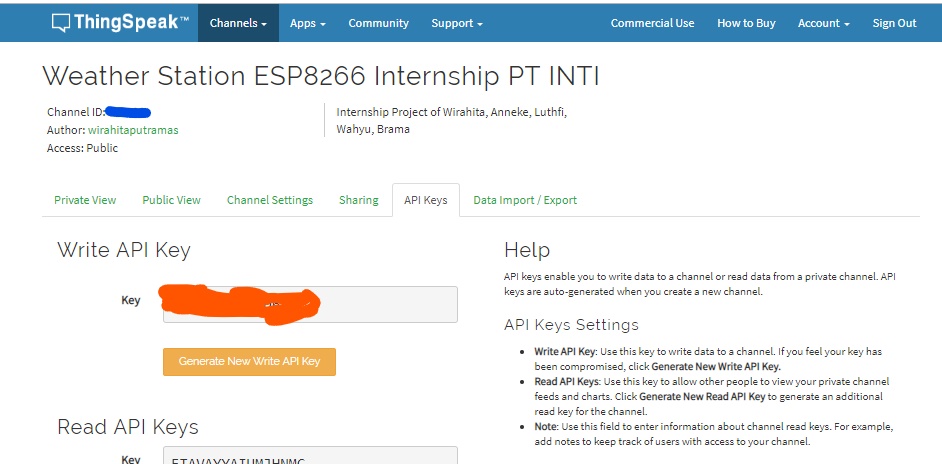 ThingSpeak™ Channels Apps Community Support Commercial Use How to Buy Account Sign Out
Weather Station ESP8266 Internship PT INTI
Channel ID:
Author: wirahitaputramas
Access: Public
Internship Project of Wirahita, Anneke, Luthfi,
Wahyu, Brama
Private View Public View Channel Settings Sharing API Keys Data Import / Export
Write API Key
Key
Generate New Write API Key
Read API Keys
Key
Help
API keys enable you to write data to a channel or read data from a private channel. API
keys are auto-generated when you create a new channel.
API Keys Settings
Write API Key: Use this key to write data to a channel. If you feel your key has
been compromised, click Generate New Write API Key.
Read API Keys: Use this key to allow other people to view your private channel
feeds and charts. Click Generate New Read API Key to generate an additional
read key for the channel.
Note: Use this field to enter information about channel read keys. For example,
add notes to keep track of users with access to your channel.